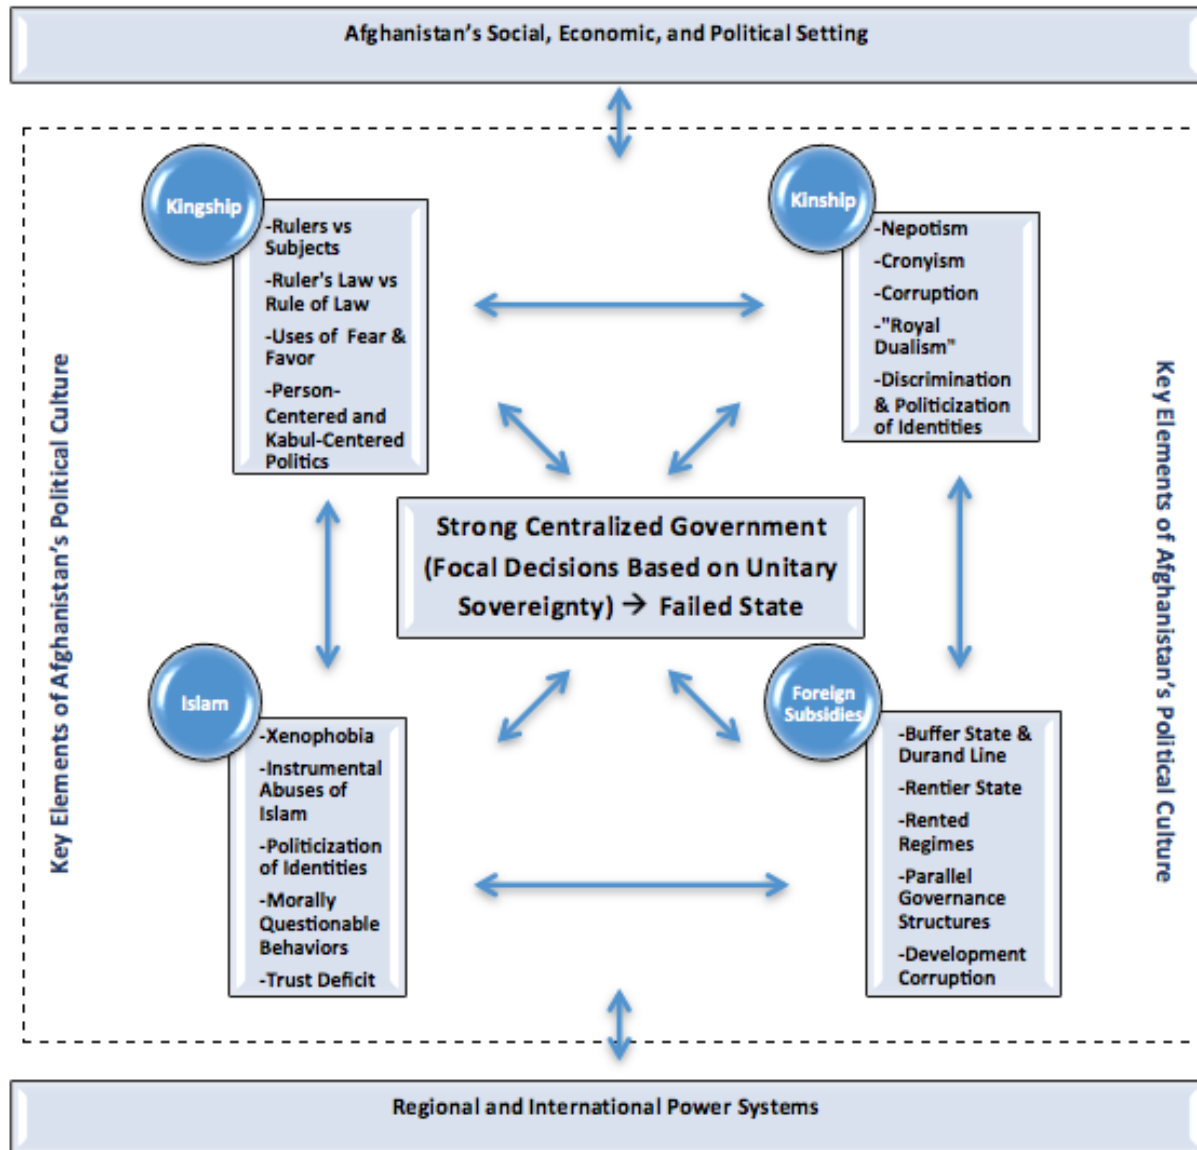 Afghanistan's Social, Economic, and Political Setting
Key Elements of Afghanistan's Political Culture
Kingship
-Rulers vs
Subjects
-Ruler's Law vs
Rule of Law
-Uses of Fear &
Favor
-Person-
Centered and
Kabul-Centered
Politics
Kinship
-Nepotism
-Cronyism
-Corruption
-"Royal
Dualism"
-Discrimination
& Politicization
of Identities
Strong Centralized Government
(Focal Decisions Based on Unitary
Sovereignty) → Failed State
Islam
-Xenophobia
-Instrumental
Abuses of
Islam
-Politicization
of Identities
-Morally
Questionable
Behaviors
-Trust Deficit
Foreign
Subsidies
-Buffer State &
Durand Line
-Rentier State
-Rented
Regimes
-Parallel
Governance
Structures
-Development
Corruption
Key Elements of Afghanistan's Political Culture
Regional and International Power Systems